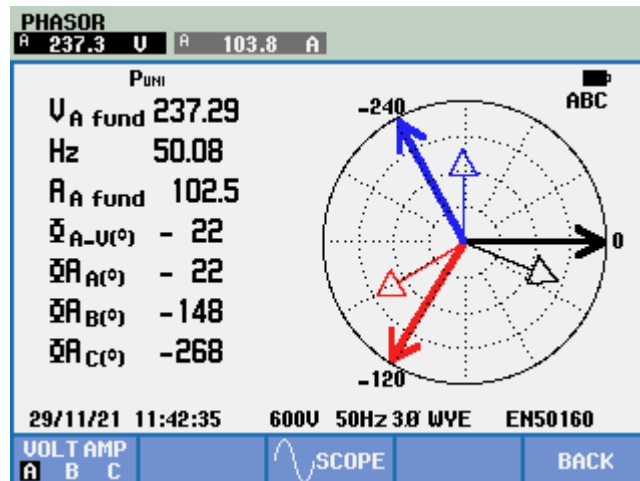 PHASOR
A 237.3 V A 103.8 A
PUNI
ABC
VA fund 237.29
Hz 50.08
AA fund 102.5
ΦA-V(°) - 22
ΦAA(°) - 22
ΦAB(°) -148
ΦAC(°) -268
-240
0
-120
29/11/21 11:42:35 600V 50Hz 3Ø WYE EN50160
VOLT AMP
A B C
SCOPE
BACK